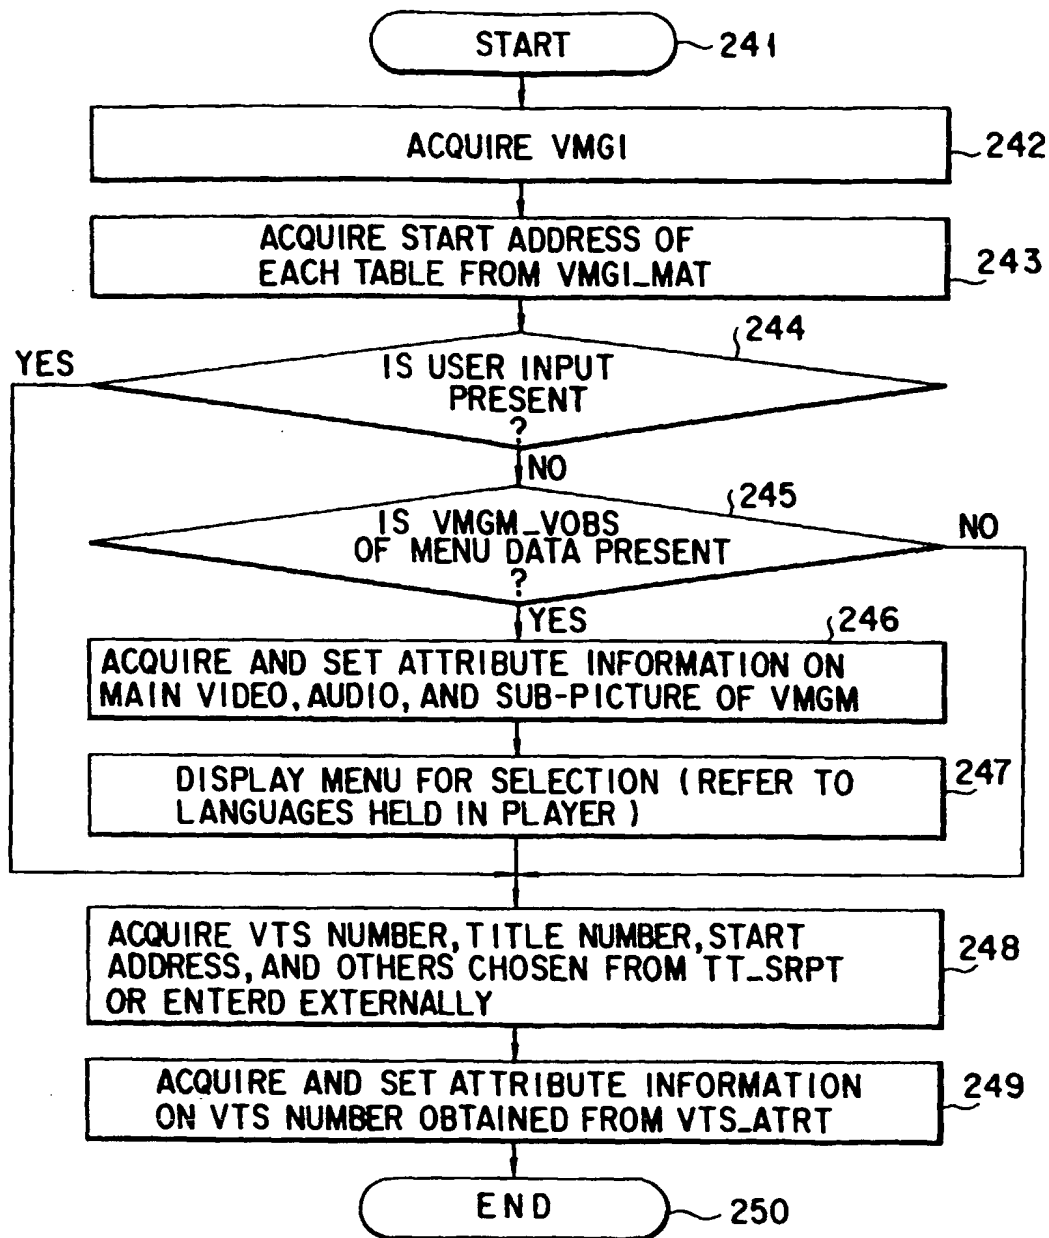 START
241
ACQUIRE VMGI
242
ACQUIRE START ADDRESS OF
EACH TABLE FROM VMGI_MAT
243
244
YES
IS USER INPUT
PRESENT
?
NO
245
IS VMGM_VOBS
OF MENU DATA PRESENT
?
NO
YES
246
ACQUIRE AND SET ATTRIBUTE INFORMATION ON
MAIN VIDEO, AUDIO, AND SUB-PICTURE OF VMGM
DISPLAY MENU FOR SELECTION (REFER TO
LANGUAGES HELD IN PLAYER)
247
ACQUIRE VTS NUMBER, TITLE NUMBER, START
ADDRESS, AND OTHERS CHOSEN FROM TT_SRPT
OR ENTERD EXTERNALLY
248
ACQUIRE AND SET ATTRIBUTE INFORMATION
ON VTS NUMBER OBTAINED FROM VTS_ATRT
249
END
250